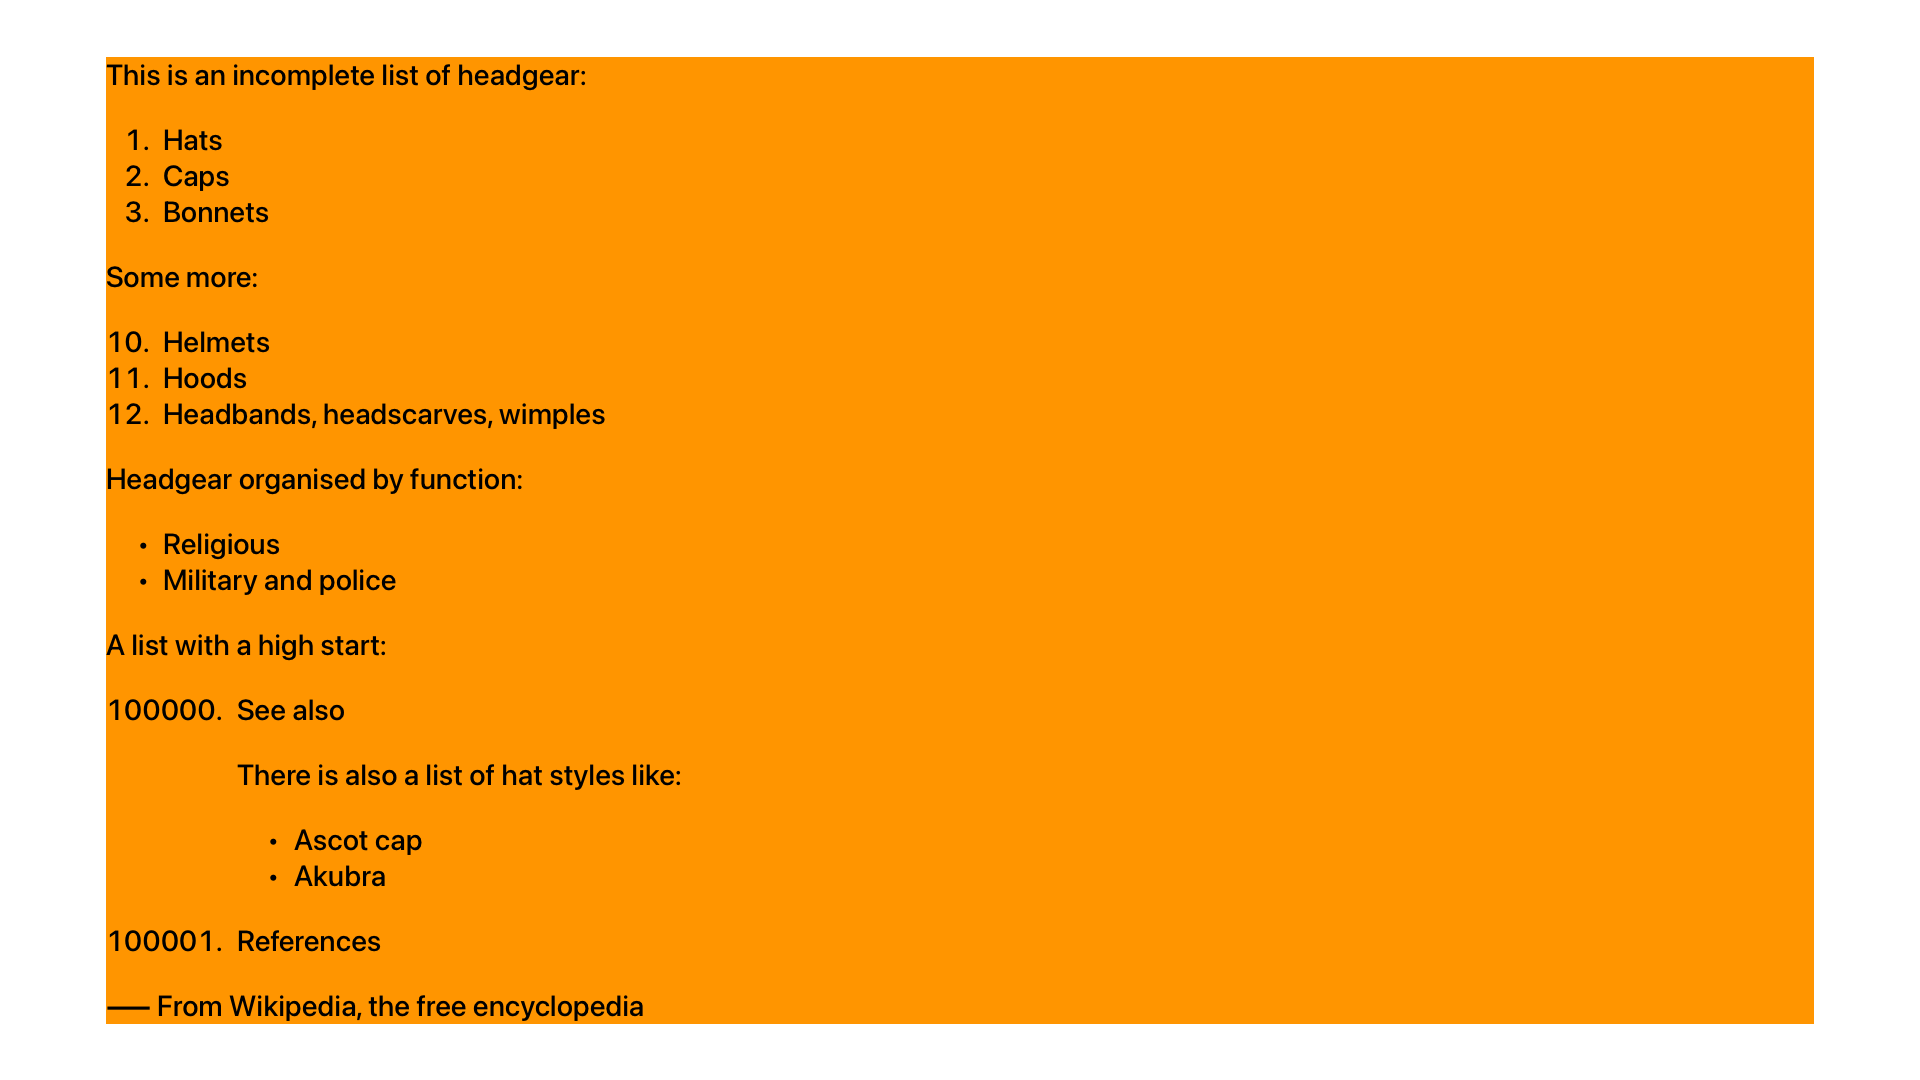 This is an incomplete list of headgear:
1. Hats
2. Caps
3. Bonnets
Some more:
10. Helmets
11. Hoods
12. Headbands, headscarves, wimples
Headgear organised by function:
• Religious
• Military and police
A list with a high start:
100000. See also
There is also a list of hat styles like:
• Ascot cap
• Akubra
100001. References
⸺ From Wikipedia, the free encyclopedia